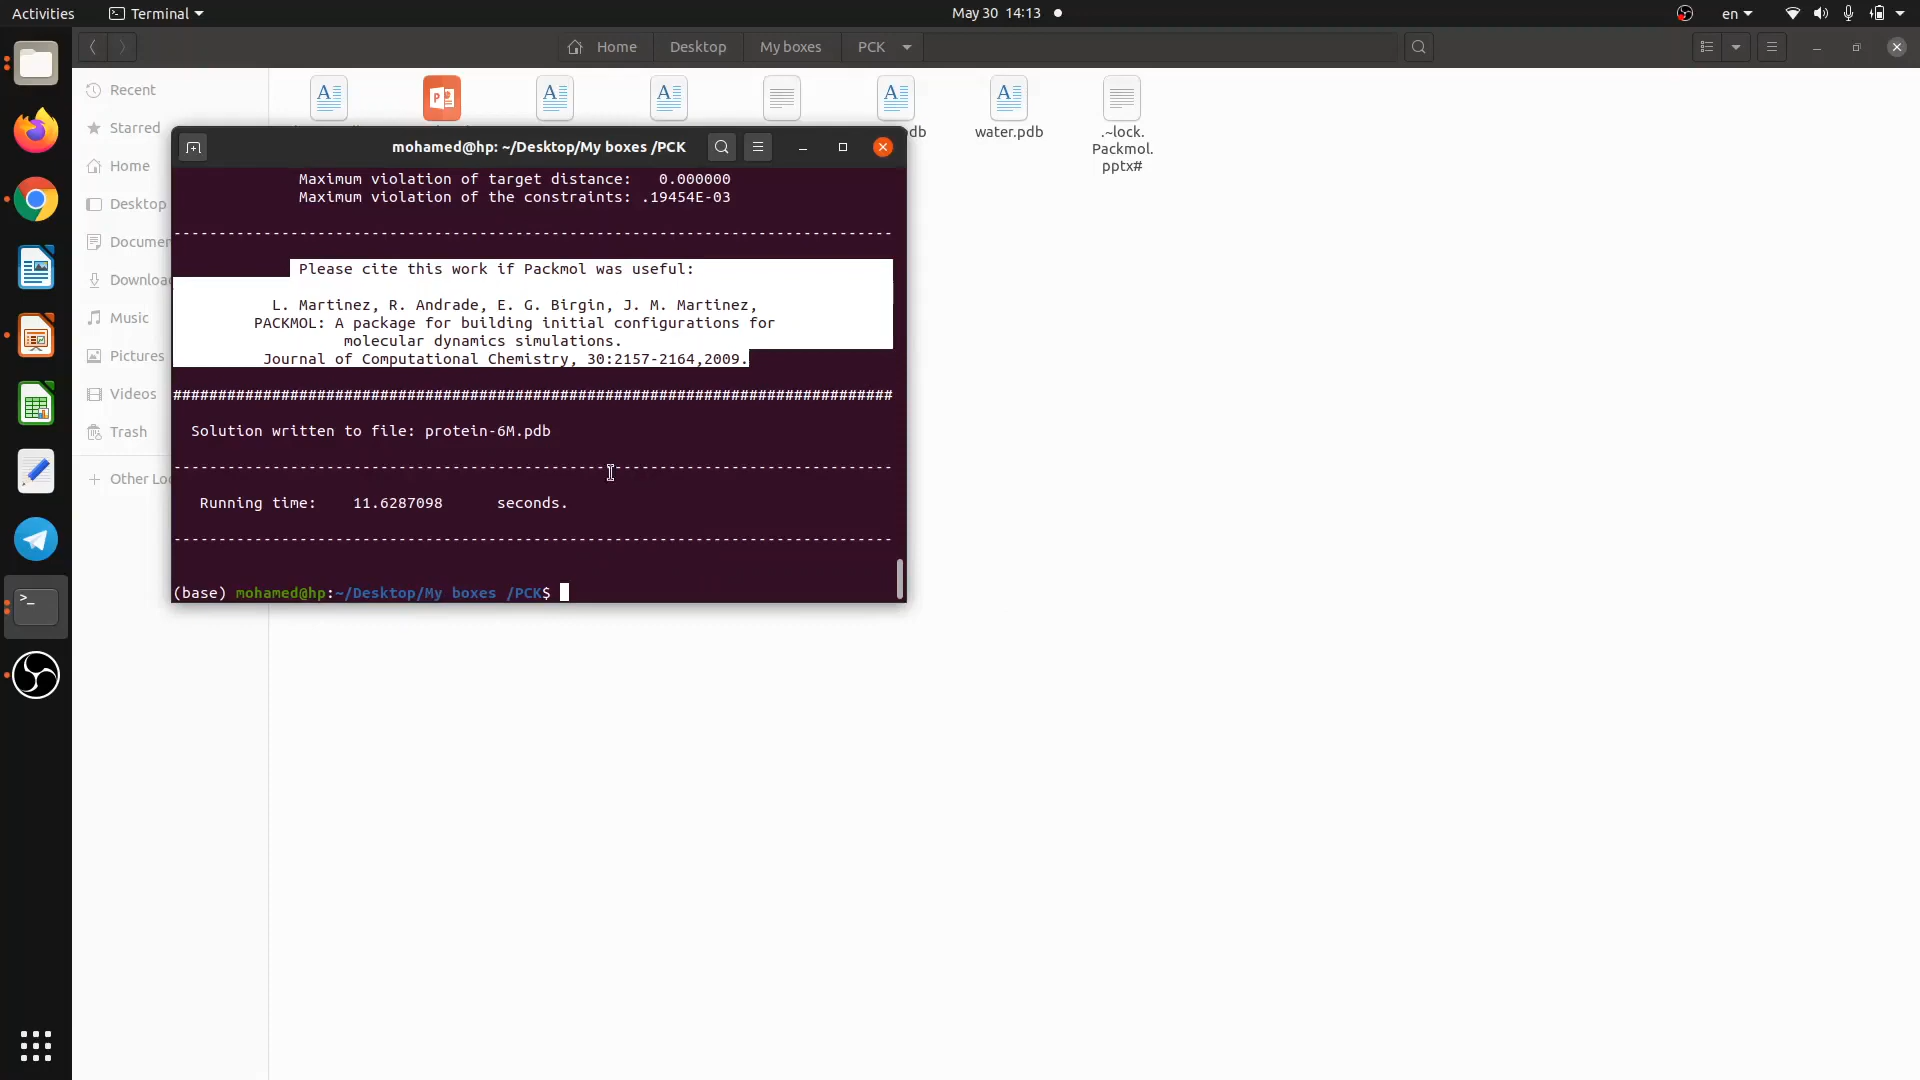 Activities
Terminal
May 30 14:13
en
Home
Desktop
My boxes
PCK
Recent
Starred
Home
Desktop
Documen
Downloa
Music
Pictures
Videos
Trash
Other Loc
db
water.pdb
.~lock.
Packmol.
pptx#
mohamed@hp: ~/Desktop/My boxes /PCK
Maximum violation of target distance: 0.000000
Maximum violation of the constraints: .19454E-03
--------------------------------------------------------------------------------
Please cite this work if Packmol was useful:
L. Martinez, R. Andrade, E. G. Birgin, J. M. Martinez,
PACKMOL: A package for building initial configurations for
molecular dynamics simulations.
Journal of Computational Chemistry, 30:2157-2164,2009.
################################################################################
Solution written to file: protein-6M.pdb
--------------------------------------------------------------------------------
Running time: 11.6287098 seconds.
--------------------------------------------------------------------------------
(base) mohamed@hp:~/Desktop/My boxes /PCK$